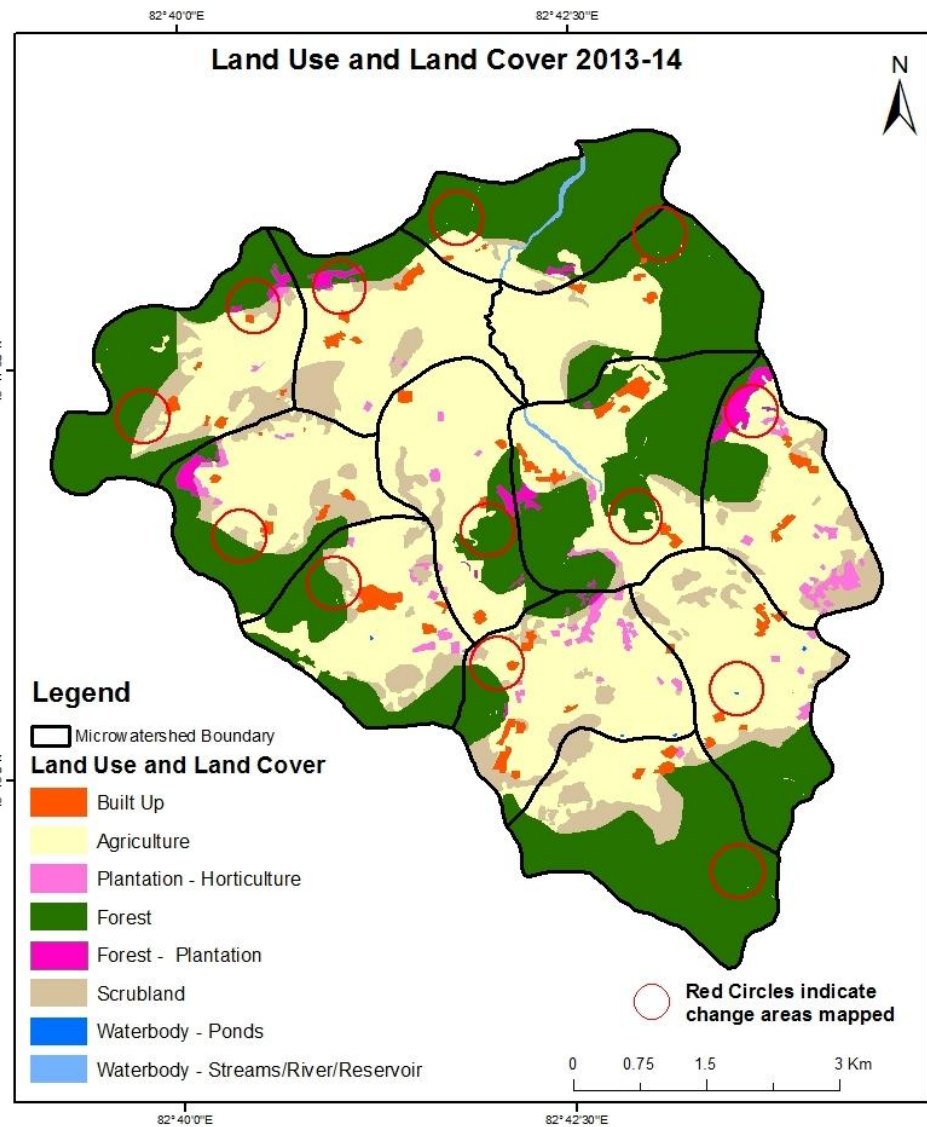 82° 40'0"E 82° 42'30"E
Land Use and Land Cover 2013-14
N
Legend
Microwatershed Boundary
Land Use and Land Cover
Built Up
Agriculture
Plantation - Horticulture
Forest
Forest - Plantation
Scrubland
Waterbody - Ponds
Waterbody - Streams/River/Reservoir
Red Circles indicate
change areas mapped
0 0.75 1.5 3 Km
82° 40'0"E 82° 42'30"E